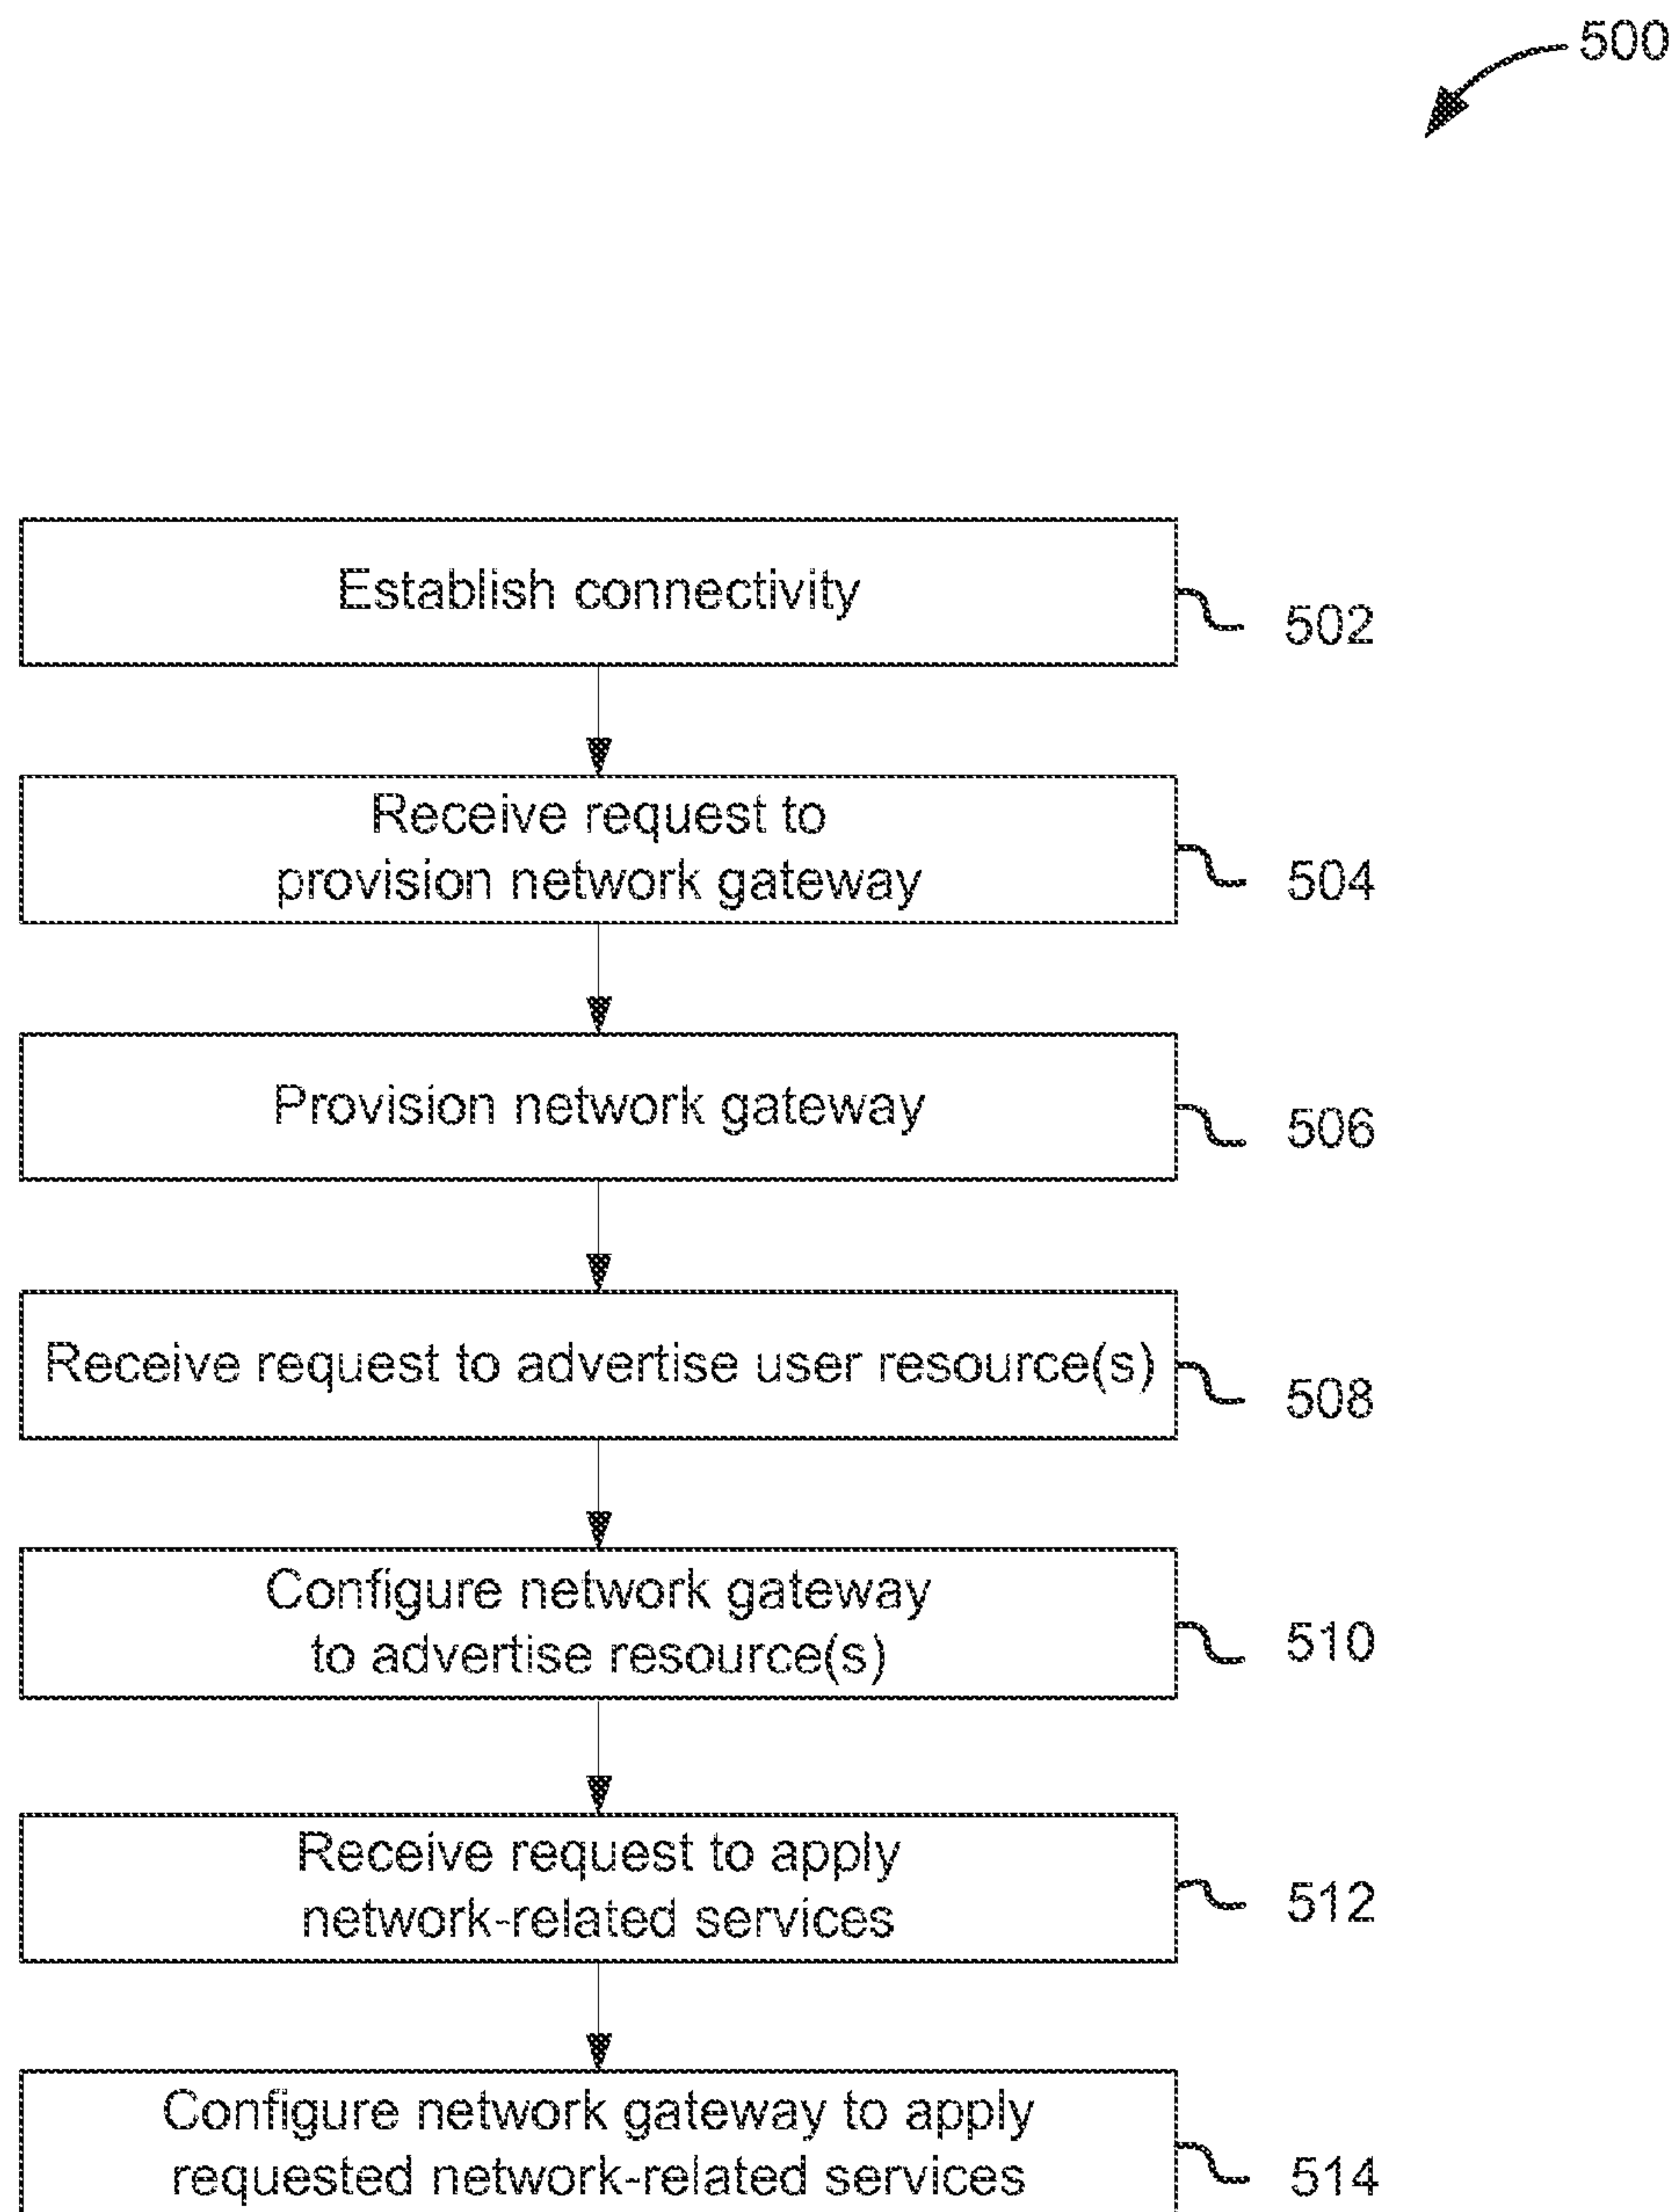 500
Establish connectivity
502
Receive request to
provision network gateway
504
Provision network gateway
506
Receive request to advertise user resource(s)
508
Configure network gateway
to advertise resource(s)
510
Receive request to apply
network-related services
512
Configure network gateway to apply
requested network-related services
514